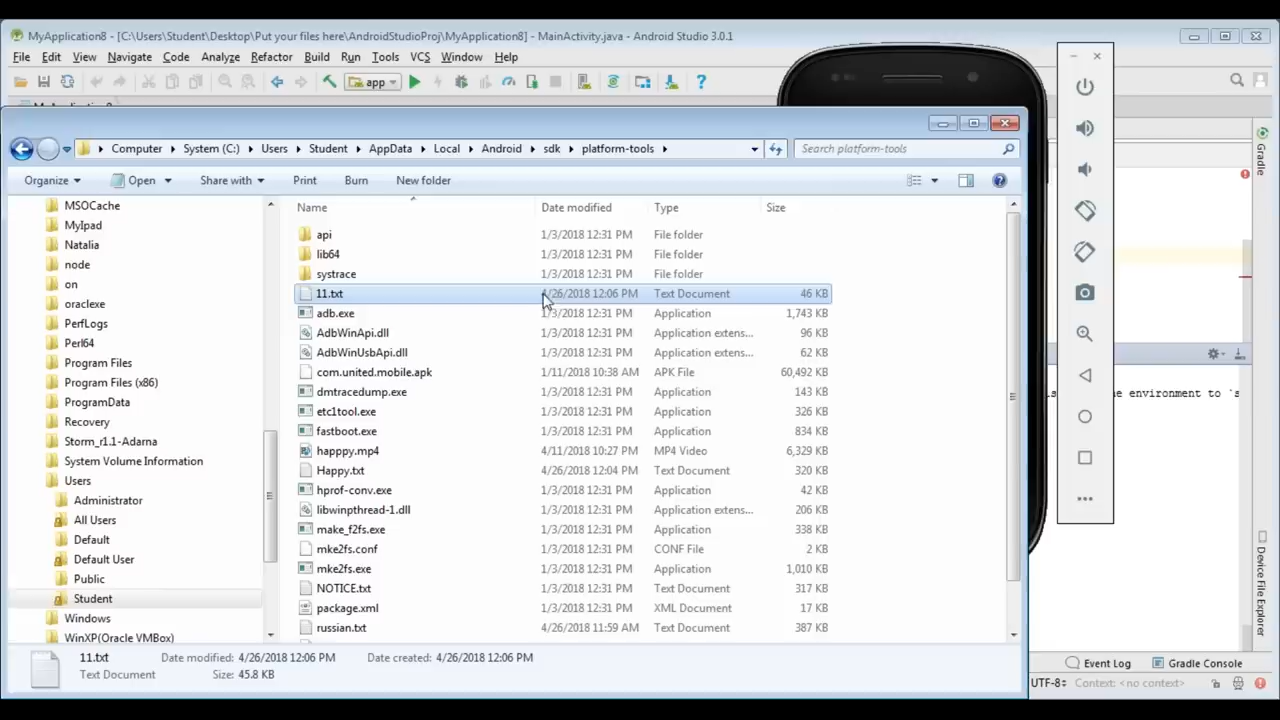 MyApplication8 - [C:\Users\Student\Desktop\Put your files here\AndroidStudioProj\MyApplication8] - MainActivity.java - Android Studio 3.0.1
File Edit View Navigate Code Analyze Refactor Build Run Tools VCS Window Help
app
Computer System (C:) Users Student AppData Local Android sdk platform-tools
Search platform-tools
Organize Open Share with Print Burn New folder
Name Date modified Type Size
MSOCache
MyIpad
Natalia
node
on
oraclexe
PerfLogs
Perl64
Program Files
Program Files (x86)
ProgramData
Recovery
Storm_r1.1-Adarna
System Volume Information
Users
Administrator
All Users
Default
Default User
Public
Student
Windows
WinXP(Oracle VMBox)
api 1/3/2018 12:31 PM File folder
lib64 1/3/2018 12:31 PM File folder
systrace 1/3/2018 12:31 PM File folder
11.txt 4/26/2018 12:06 PM Text Document 46 KB
adb.exe 1/3/2018 12:31 PM Application 1,743 KB
AdbWinApi.dll 1/3/2018 12:31 PM Application extens... 96 KB
AdbWinUsbApi.dll 1/3/2018 12:31 PM Application extens... 62 KB
com.united.mobile.apk 1/11/2018 10:38 AM APK File 60,492 KB
dmtracedump.exe 1/3/2018 12:31 PM Application 143 KB
etc1tool.exe 1/3/2018 12:31 PM Application 326 KB
fastboot.exe 1/3/2018 12:31 PM Application 834 KB
happpy.mp4 4/11/2018 10:27 PM MP4 Video 6,329 KB
Happy.txt 4/26/2018 12:04 PM Text Document 320 KB
hprof-conv.exe 1/3/2018 12:31 PM Application 42 KB
libwinpthread-1.dll 1/3/2018 12:31 PM Application extens... 206 KB
make_f2fs.exe 1/3/2018 12:31 PM Application 338 KB
mke2fs.conf 1/3/2018 12:31 PM CONF File 2 KB
mke2fs.exe 1/3/2018 12:31 PM Application 1,010 KB
NOTICE.txt 1/3/2018 12:31 PM Text Document 317 KB
package.xml 1/3/2018 12:31 PM XML Document 17 KB
russian.txt 4/26/2018 11:59 AM Text Document 387 KB
11.txt Date modified: 4/26/2018 12:06 PM Date created: 4/26/2018 12:06 PM
Text Document Size: 45.8 KB
Gradle
e environment to 's
Device File Explorer
Event Log Gradle Console
UTF-8 Context: <no context>